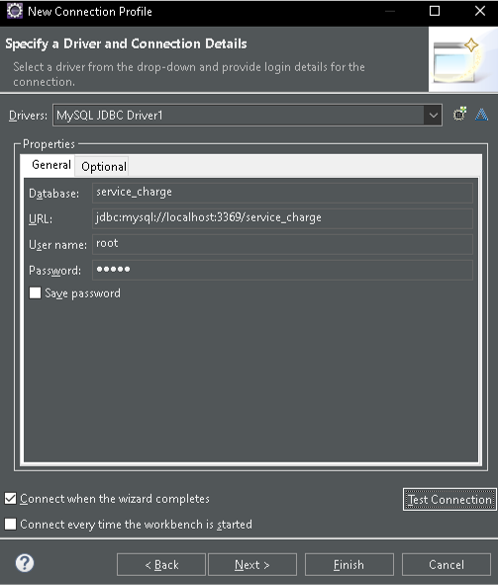 New Connection Profile
Specify a Driver and Connection Details
Select a driver from the drop-down and provide login details for the
connection.
Drivers: MySQL JDBC Driver1
Properties
General Optional
Database: service_charge
URL: jdbc:mysql://localhost:3369/service_charge
User name: root
Password: •••••
Save password
Connect when the wizard completes
Test Connection
Connect every time the workbench is started
? < Back Next > Finish Cancel